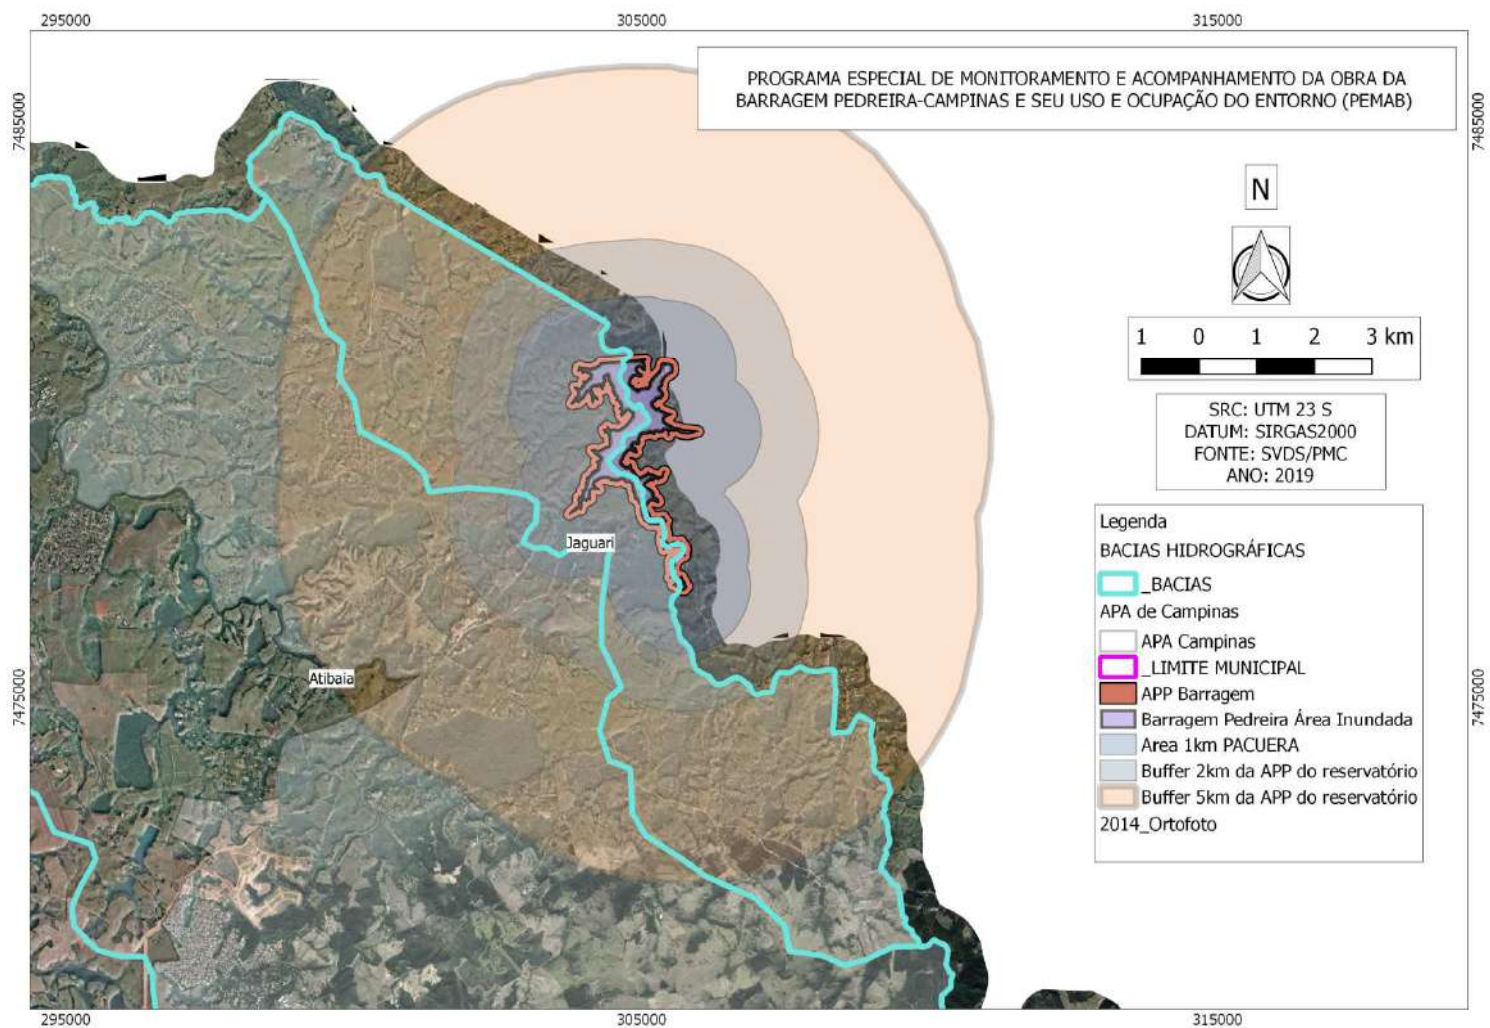 295000
305000
315000
PROGRAMA ESPECIAL DE MONITORAMENTO E ACOMPANHAMENTO DA OBRA DA
BARRAGEM PEDREIRA-CAMPINAS E SEU USO E OCUPAÇÃO DO ENTORNO (PEMAB)
7485000
7485000
N
1 0 1 2 3 km
SRC: UTM 23 S
DATUM: SIRGAS2000
FONTE: SVDS/PMC
ANO: 2019
Legenda
BACIAS HIDROGRÁFICAS
_BACIAS
APA de Campinas
APA Campinas
_LIMITE MUNICIPAL
APP Barragem
Barragem Pedreira Área Inundada
Area 1km PACUERA
Buffer 2km da APP do reservatório
Buffer 5km da APP do reservatório
2014_Ortofoto
Jaguari
Atibaia
7475000
7475000
295000
305000
315000